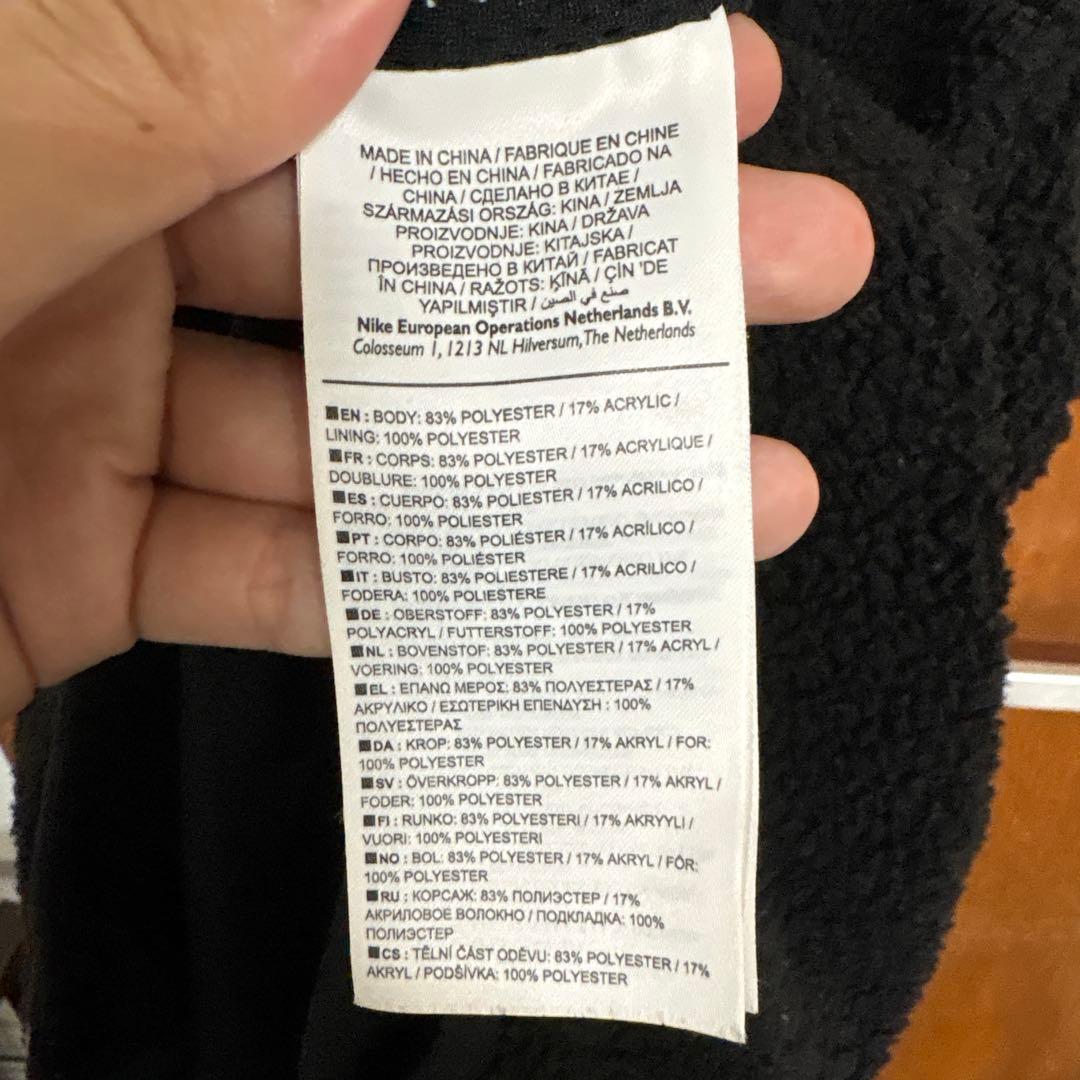 MADE IN CHINA / FABRIQUE EN CHINE
/ HECHO EN CHINA / FABRICADO NA
CHINA / СДЕЛАНО В КИТАЕ /
SZÁRMAZÁSI ORSZÁG: KINA / ZEMLJA
PROIZVODNJE: KINA / DRŽAVA
PROIZVODNJE: KITAJSKA /
ПРОИЗВЕДЕНО В КИТАЙ / FABRICAT
ÎN CHINA / RAŽOTS: ĶĪNĀ / ÇİN 'DE
YAPILMIŞTIR / صنع في الصين
Nike European Operations Netherlands B.V.
Colosseum 1, 1213 NL Hilversum, The Netherlands
EN : BODY: 83% POLYESTER / 17% ACRYLIC /
LINING: 100% POLYESTER
FR : CORPS: 83% POLYESTER / 17% ACRYLIQUE /
DOUBLURE: 100% POLYESTER
ES : CUERPO: 83% POLIESTER / 17% ACRILICO /
FORRO: 100% POLIESTER
PT : CORPO: 83% POLIÉSTER / 17% ACRÍLICO /
FORRO: 100% POLIÉSTER
IT : BUSTO: 83% POLIESTERE / 17% ACRILICO /
FODERA: 100% POLIESTERE
DE : OBERSTOFF: 83% POLYESTER / 17%
POLYACRYL / FUTTERSTOFF: 100% POLYESTER
NL : BOVENSTOF: 83% POLYESTER / 17% ACRYL /
VOERING: 100% POLYESTER
EL : ΕΠΑΝΩ ΜΕΡΟΣ: 83% ΠΟΛΥΕΣΤΕΡΑΣ / 17%
ΑΚΡΥΛΙΚΟ / ΕΣΩΤΕΡΙΚΗ ΕΠΕΝΔΥΣΗ : 100%
ΠΟΛΥΕΣΤΕΡΑΣ
DA : KROP: 83% POLYESTER / 17% AKRYL / FOR:
100% POLYESTER
SV : ÖVERKROPP: 83% POLYESTER / 17% AKRYL /
FODER: 100% POLYESTER
FI : RUNKO: 83% POLYESTERI / 17% AKRYYLI /
VUORI: 100% POLYESTERI
NO : BOL: 83% POLYESTER / 17% AKRYL / FÔR:
100% POLYESTER
RU : КОРСАЖ: 83% ПОЛИЭСТЕР / 17%
АКРИЛОВОЕ ВОЛОКНО / ПОДКЛАДКА: 100%
ПОЛИЭСТЕР
CS : TĚLNÍ ČÁST ODĚVU: 83% POLYESTER / 17%
AKRYL / PODŠÍVKA: 100% POLYESTER